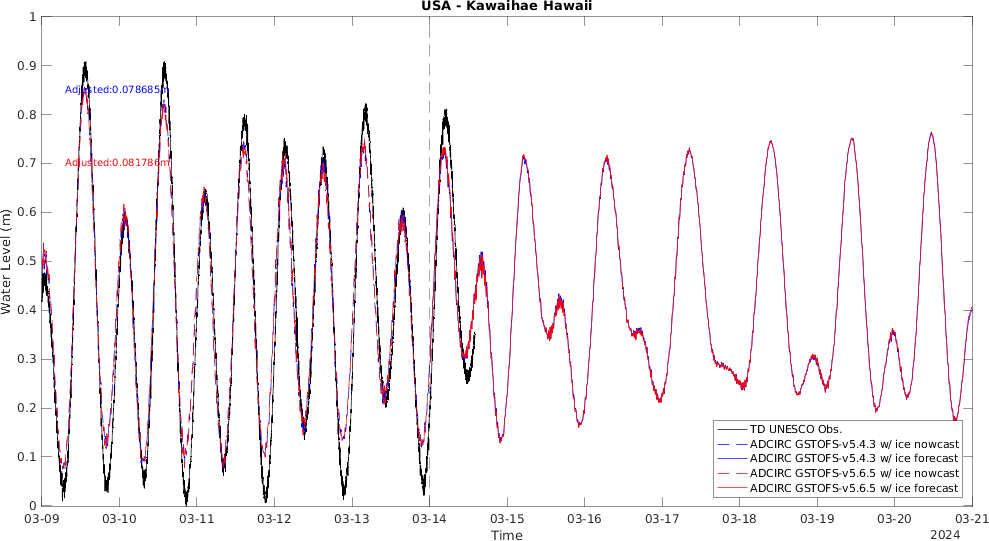 USA - Kawaihae Hawaii
1
0.9
0.8
0.7
0.6
0.5
0.4
0.3
0.2
0.1
0
Water Level (m)
Adjusted:0.078685m
Adjusted:0.081786m
TD UNESCO Obs.
ADCIRC GSTOFS-v5.4.3 w/ ice nowcast
ADCIRC GSTOFS-v5.4.3 w/ ice forecast
ADCIRC GSTOFS-v5.6.5 w/ ice nowcast
ADCIRC GSTOFS-v5.6.5 w/ ice forecast
03-09 03-10 03-11 03-12 03-13 03-14 03-15 03-16 03-17 03-18 03-19 03-20 03-21
Time
2024